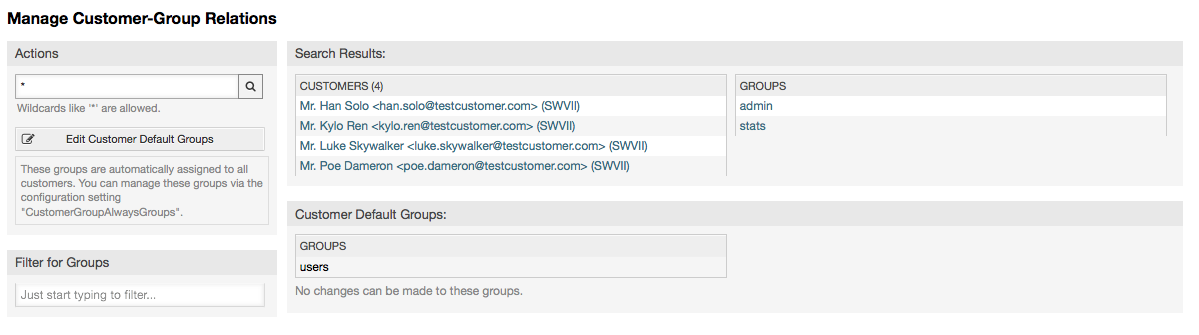 Manage Customer-Group Relations
Actions
*
Wildcards like '*' are allowed.
Edit Customer Default Groups
These groups are automatically assigned to all
customers. You can manage these groups via the
configuration setting
"CustomerGroupAlwaysGroups".
Filter for Groups
Just start typing to filter...
Search Results:
CUSTOMERS (4)
Mr. Han Solo <han.solo@testcustomer.com> (SWVII)
Mr. Kylo Ren <kylo.ren@testcustomer.com> (SWVII)
Mr. Luke Skywalker <luke.skywalker@testcustomer.com> (SWVII)
Mr. Poe Dameron <poe.dameron@testcustomer.com> (SWVII)
GROUPS
admin
stats
Customer Default Groups:
GROUPS
users
No changes can be made to these groups.